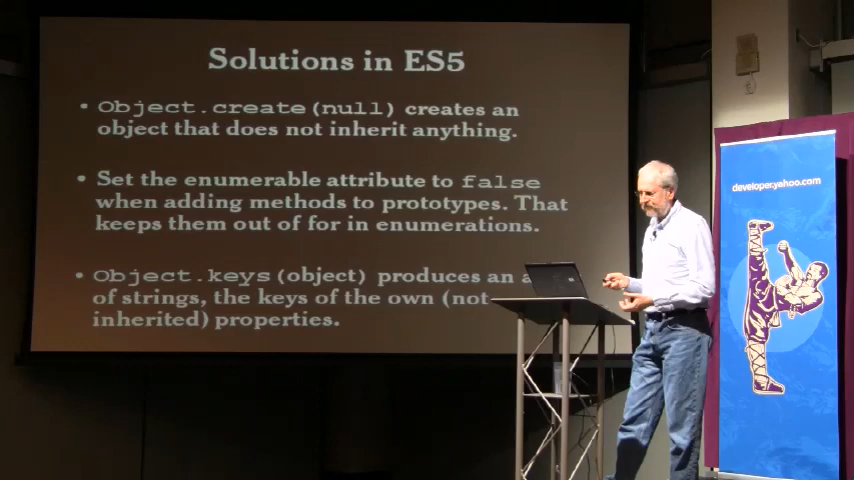 Solutions in ES5
• Object.create(null) creates an
object that does not inherit anything.
• Set the enumerable attribute to false
when adding methods to prototypes. That
keeps them out of for in enumerations.
• Object.keys(object) produces an
of strings, the keys of the own (not
inherited) properties.
developer.yahoo.com